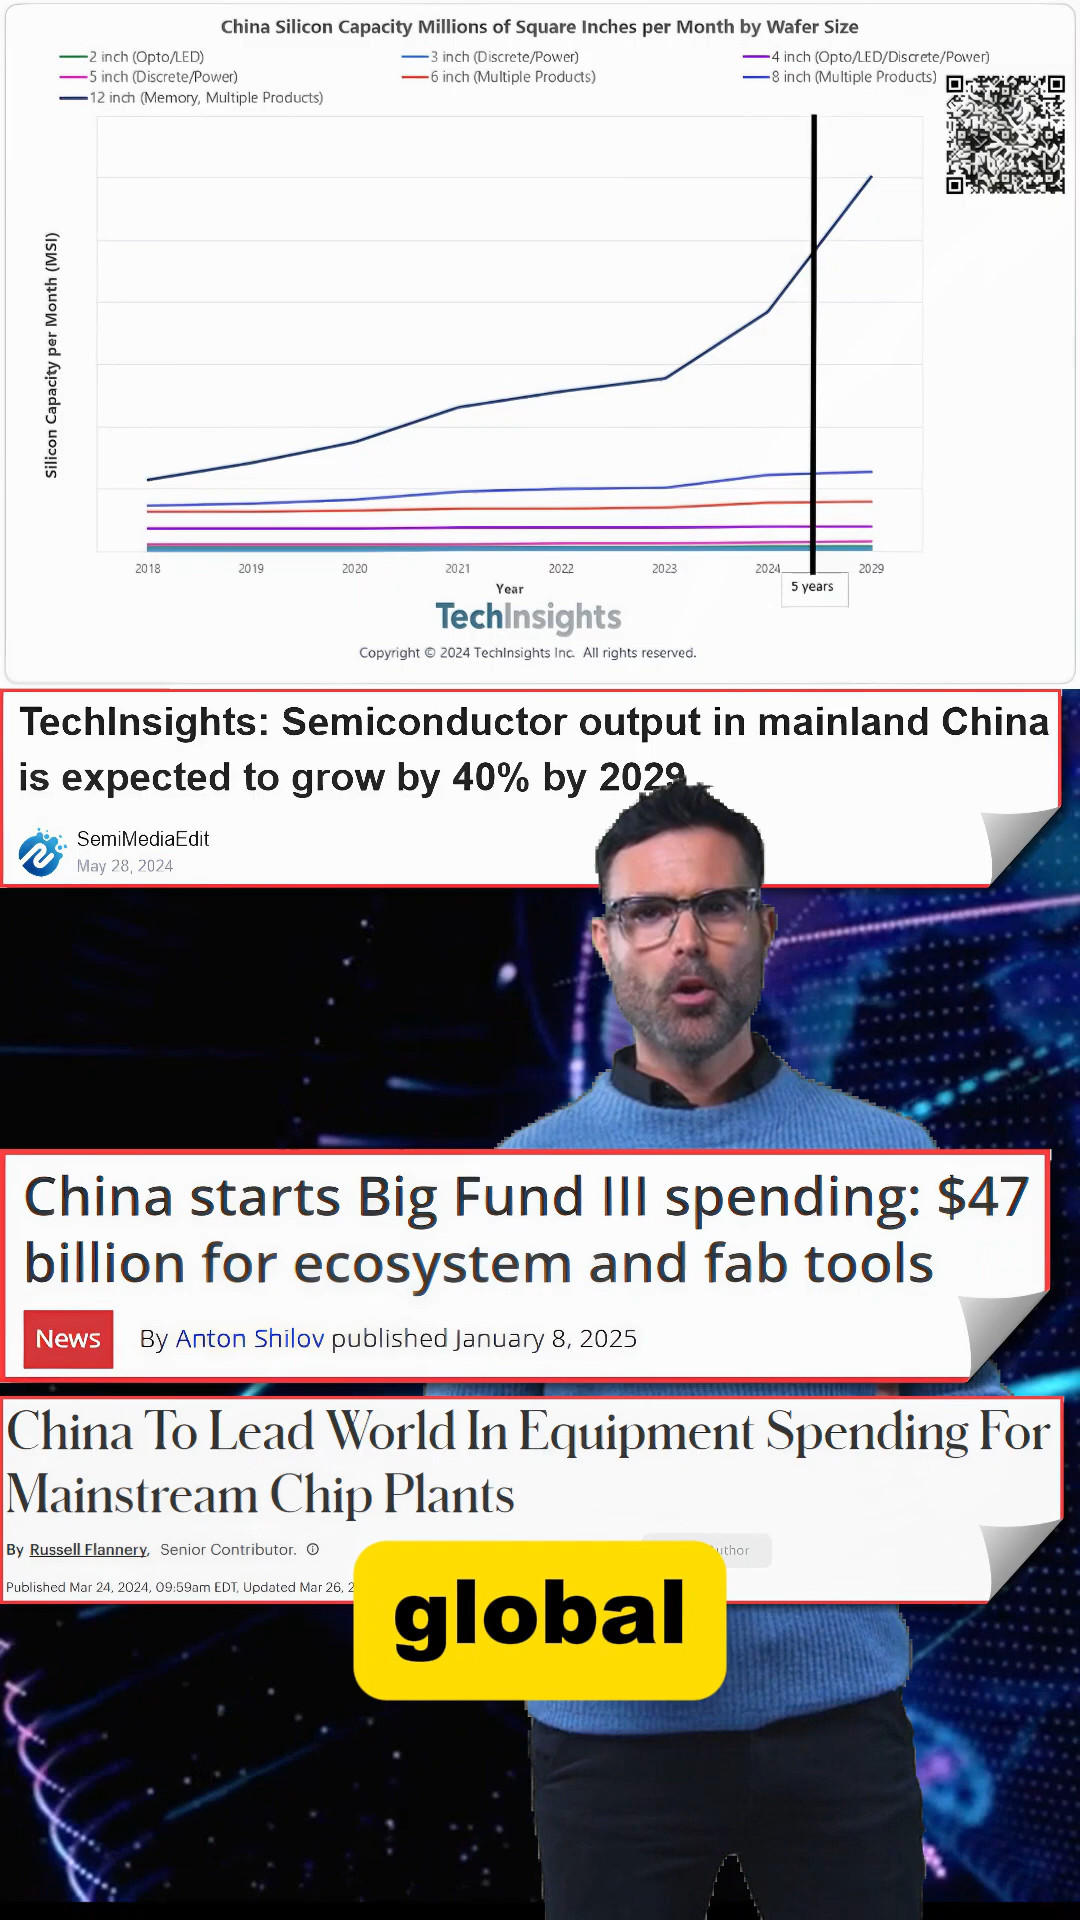 China Silicon Capacity Millions of Square Inches per Month by Wafer Size
2 inch (Opto/LED)
3 inch (Discrete/Power)
4 inch (Opto/LED/Discrete/Power)
5 inch (Discrete/Power)
6 inch (Multiple Products)
8 inch (Multiple Products)
12 inch (Memory, Multiple Products)
Silicon Capacity per Month (MSI)
2018 2019 2020 2021 2022 2023 2024 2029
5 years
Year
TechInsights
Copyright © 2024 TechInsights Inc. All rights reserved.
TechInsights: Semiconductor output in mainland China
is expected to grow by 40% by 2029
SemiMediaEdit
May 28, 2024
China starts Big Fund III spending: $47
billion for ecosystem and fab tools
News
By Anton Shilov published January 8, 2025
China To Lead World In Equipment Spending For
Mainstream Chip Plants
By Russell Flannery, Senior Contributor.
Published Mar 24, 2024, 09:59am EDT, Updated Mar 26, 2
global